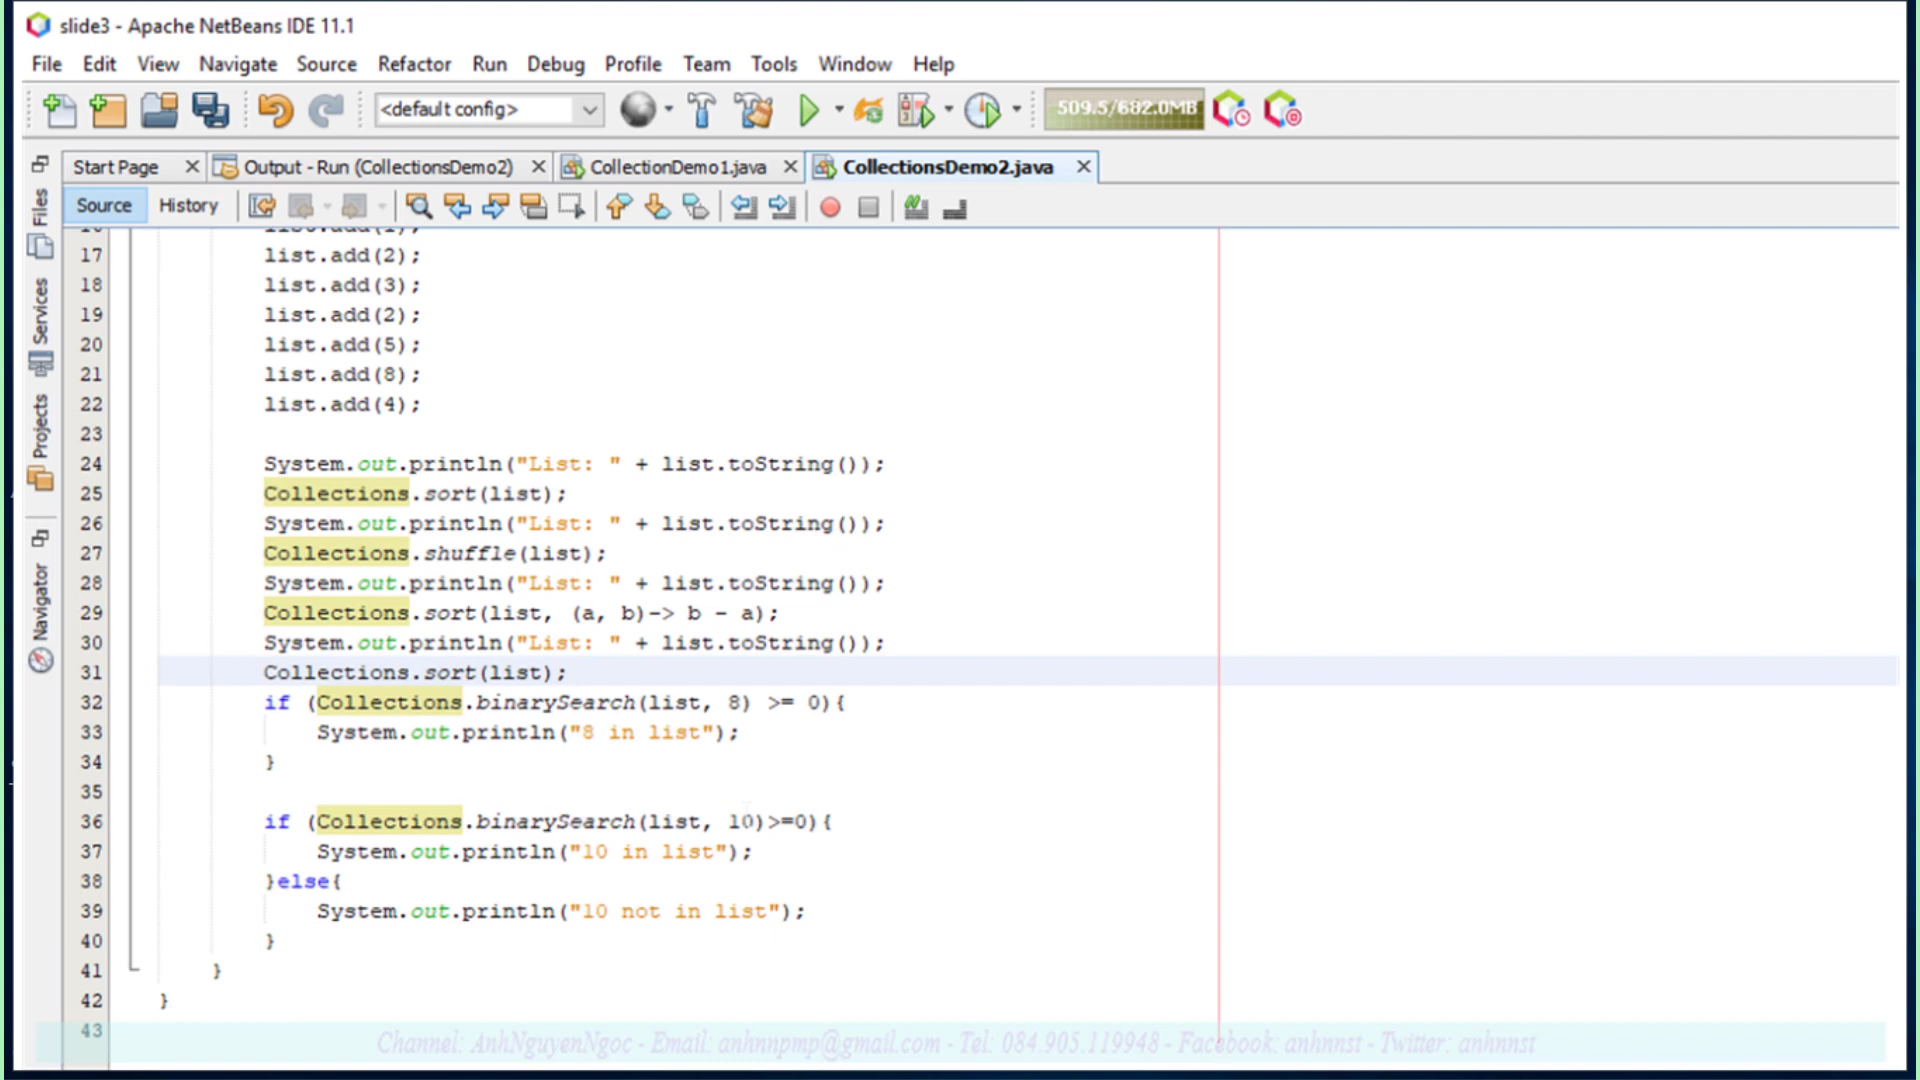 slide3 - Apache NetBeans IDE 11.1
File Edit View Navigate Source Refactor Run Debug Profile Team Tools Window Help
<default config> 509.5/682.0MB
Start Page Output - Run (CollectionsDemo2) CollectionDemo1.java CollectionsDemo2.java
Source History
Files
Services
Projects
Navigator
16 list.add(1);
17 list.add(2);
18 list.add(3);
19 list.add(2);
20 list.add(5);
21 list.add(8);
22 list.add(4);
23
24 System.out.println("List: " + list.toString());
25 Collections.sort(list);
26 System.out.println("List: " + list.toString());
27 Collections.shuffle(list);
28 System.out.println("List: " + list.toString());
29 Collections.sort(list, (a, b)-> b - a);
30 System.out.println("List: " + list.toString());
31 Collections.sort(list);
32 if (Collections.binarySearch(list, 8) >= 0){
33 System.out.println("8 in list");
34 }
35
36 if (Collections.binarySearch(list, 10)>=0){
37 System.out.println("10 in list");
38 }else{
39 System.out.println("10 not in list");
40 }
41 }
42 }
43
Channel: AnhNguyenNgoc - Email: anhnnpmp@gmail.com - Tel: 084.905.119948 - Facebook: anhnnst - Twitter: anhnnst